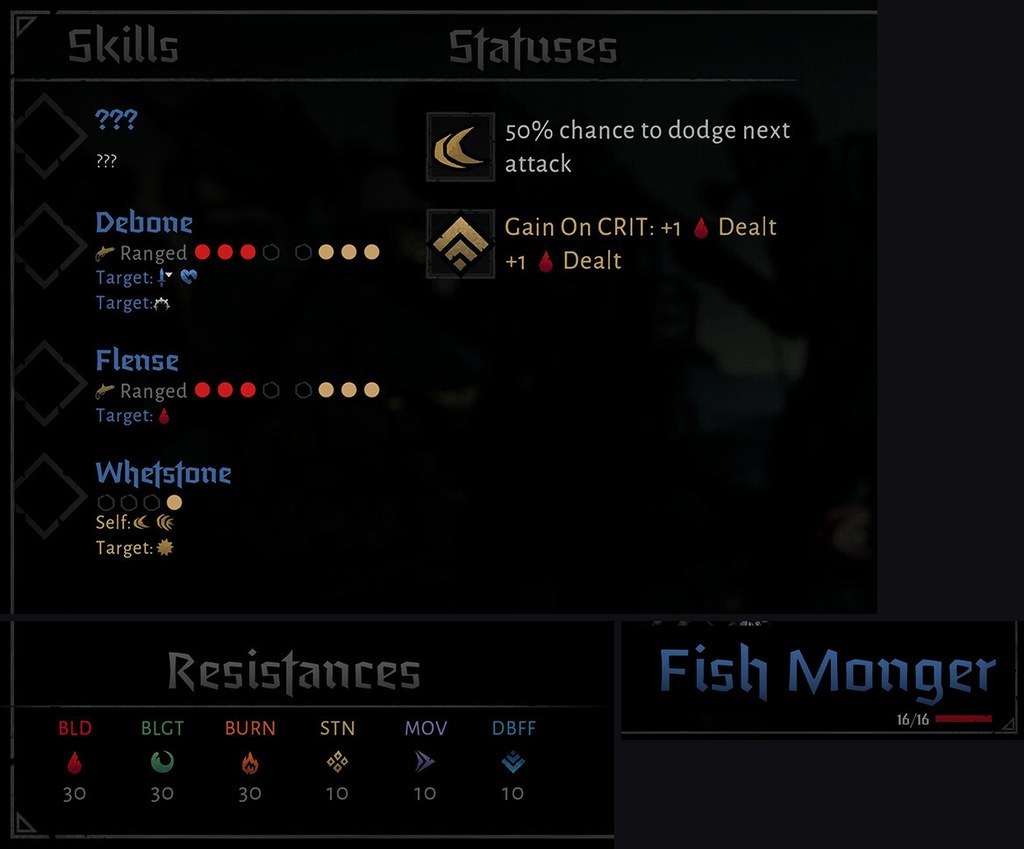 Skills
Statuses
???
???
50% chance to dodge next
attack
Debone
Ranged
Target:
Target:
Gain On CRIT: +1 Dealt
+1 Dealt
Flense
Ranged
Target:
Whetstone
Self:
Target:
Resistances
BLD BLGT BURN STN MOV DBFF
30 30 30 10 10 10
Fish Monger
16/16